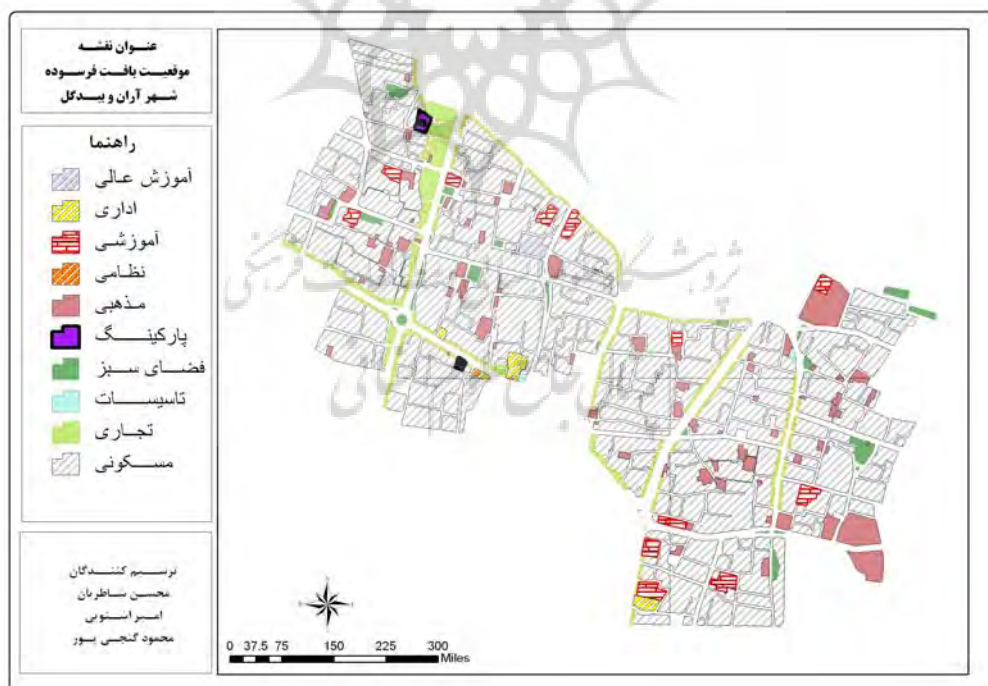 عنوان نقشه
موقعیت بافت فرسوده
شهر آران و بیدگل
راهنما
آموزش عالی
اداری
آموزشی
نظامی
مذهبی
پارکینگ
فضای سبز
تاسیسات
تجاری
مسکونی
ترسیم کنندگان
محسن شاطریان
امیر اشنویی
محمود گنجی پور
0 37.5 75 150 225 300
Miles